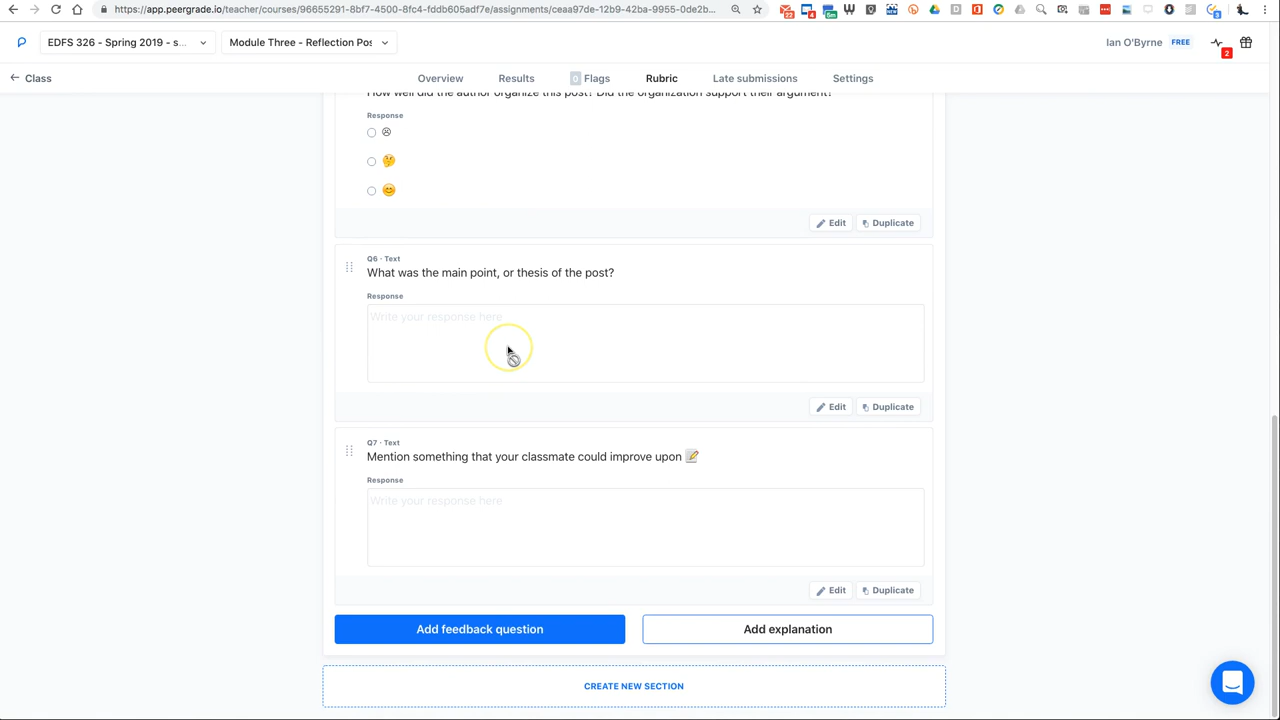 https://app.peergrade.io/teacher/courses/96655291-8bf7-4500-8fc4-fddb605adf7e/assignments/ceaa97de-12b9-42ba-9955-0de2b...
EDFS 326 - Spring 2019 - s... Module Three - Reflection Pos Ian O'Byrne FREE 2
Class Overview Results 0 Flags Rubric Late submissions Settings
How well did the author organize this post? Did the organization support their argument?
Response
☹
🤔
😊
Edit Duplicate
Q6 · Text
What was the main point, or thesis of the post?
Response
Write your response here
Edit Duplicate
Q7 · Text
Mention something that your classmate could improve upon 📝
Response
Write your response here
Edit Duplicate
Add feedback question Add explanation
CREATE NEW SECTION